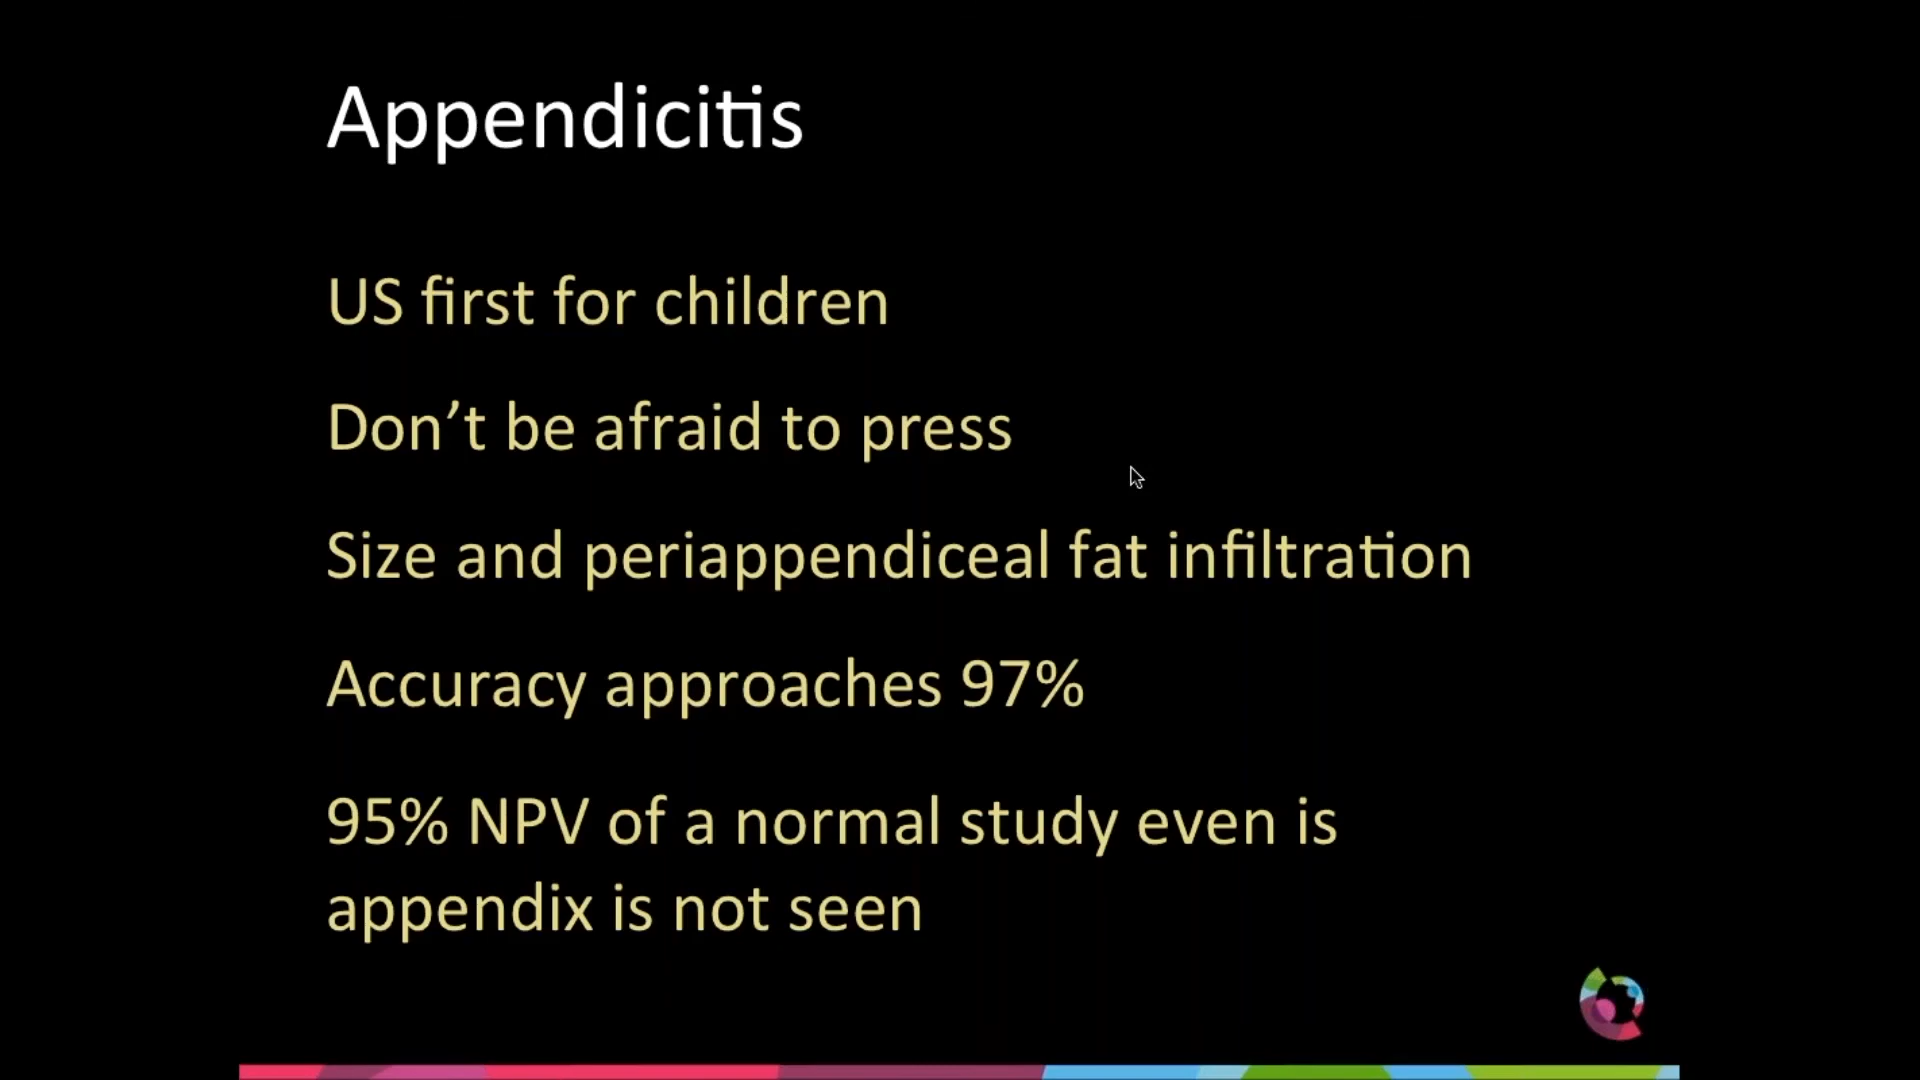 Appendicitis
US first for children
Don’t be afraid to press
Size and periappendiceal fat infiltration
Accuracy approaches 97%
95% NPV of a normal study even is
appendix is not seen